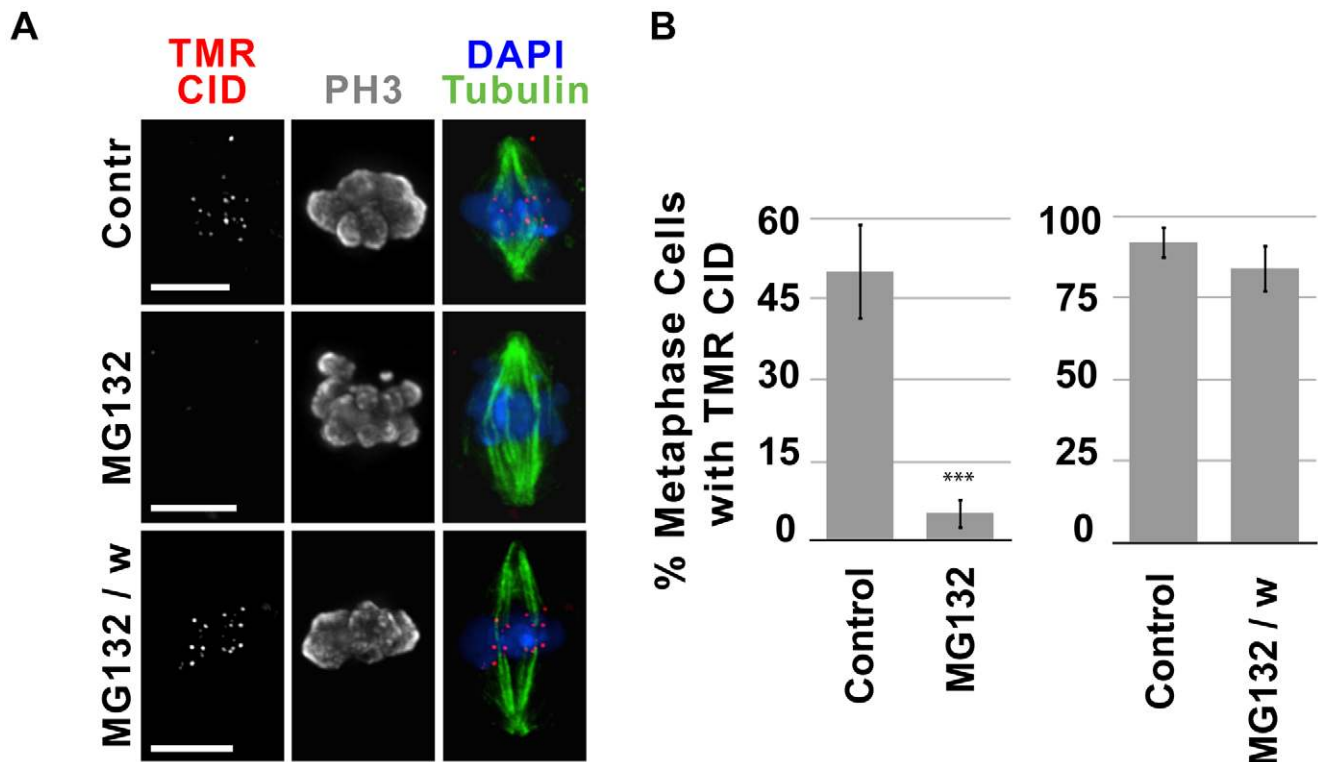 A
TMR
CID
PH3
DAPI
Tubulin
Contr
MG132
MG132 / w
B
% Metaphase Cells
with TMR CID
60
45
30
15
0
***
Control
MG132
100
75
50
25
0
Control
MG132 / w